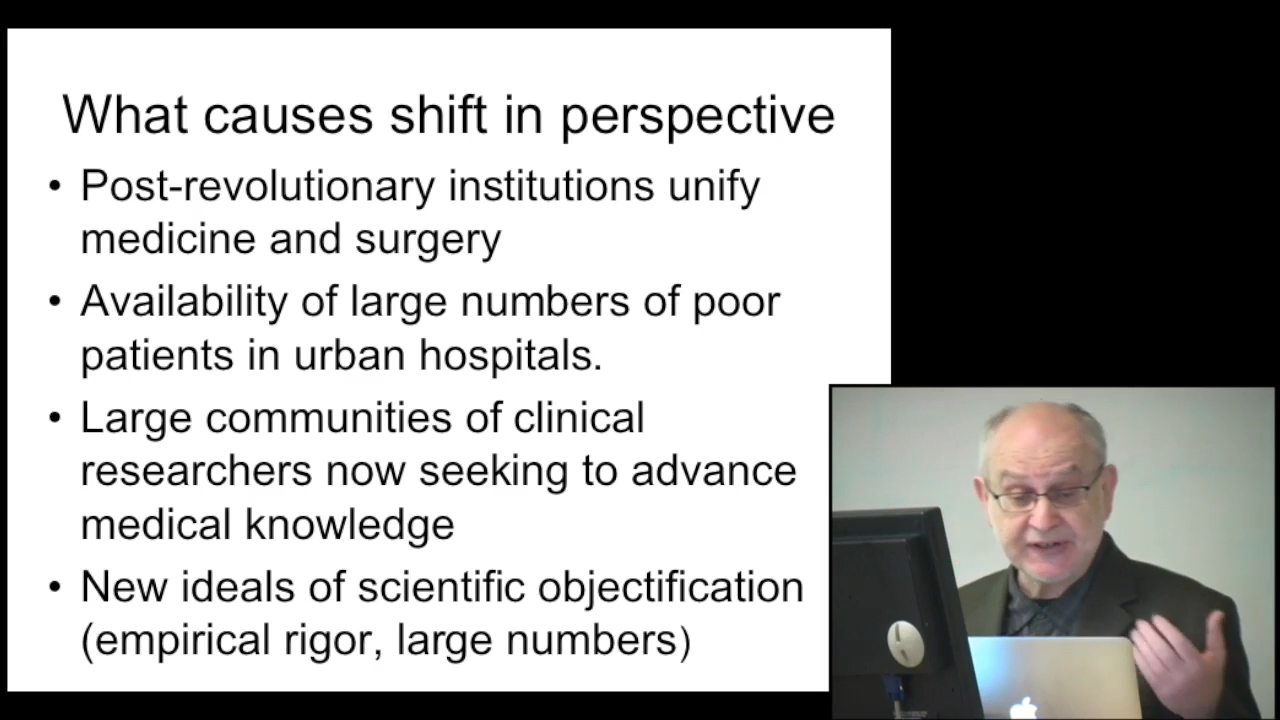 What causes shift in perspective
• Post-revolutionary institutions unify
medicine and surgery
• Availability of large numbers of poor
patients in urban hospitals.
• Large communities of clinical
researchers now seeking to advance
medical knowledge
• New ideals of scientific objectification
(empirical rigor, large numbers)